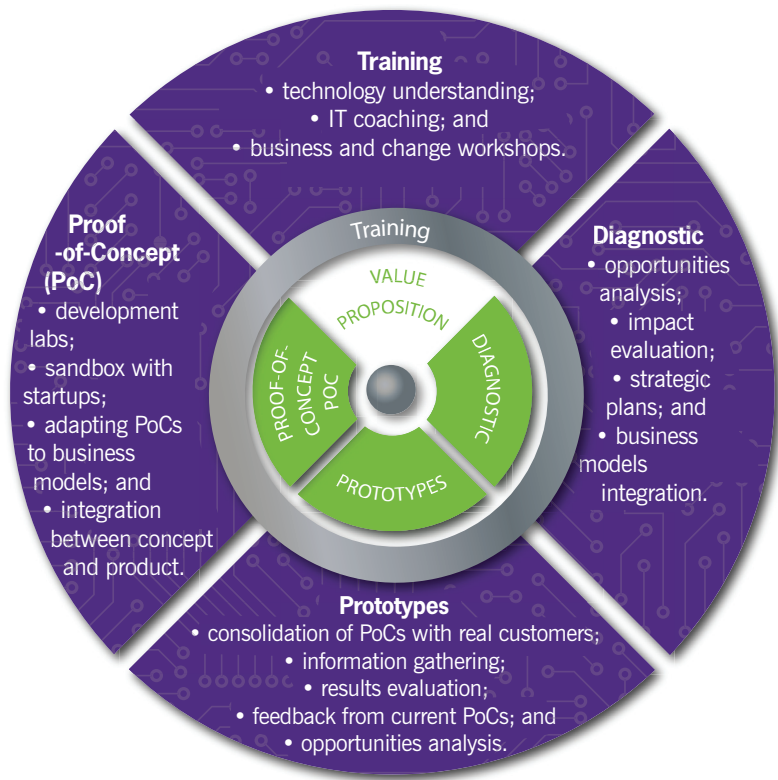 Training
• technology understanding;
• IT coaching; and
• business and change workshops.
Proof
-of-Concept
(PoC)
• development
labs;
• sandbox with
startups;
• adapting PoCs
to business
models; and
• integration
between concept
and product.
Training
VALUE
PROPOSITION
PROOF-OF-
CONCEPT
POC
DIAGNOSTIC
PROTOTYPES
Diagnostic
• opportunities
analysis;
• impact
evaluation;
• strategic
plans; and
• business
models
integration.
Prototypes
• consolidation of PoCs with real customers;
• information gathering;
• results evaluation;
• feedback from current PoCs; and
• opportunities analysis.